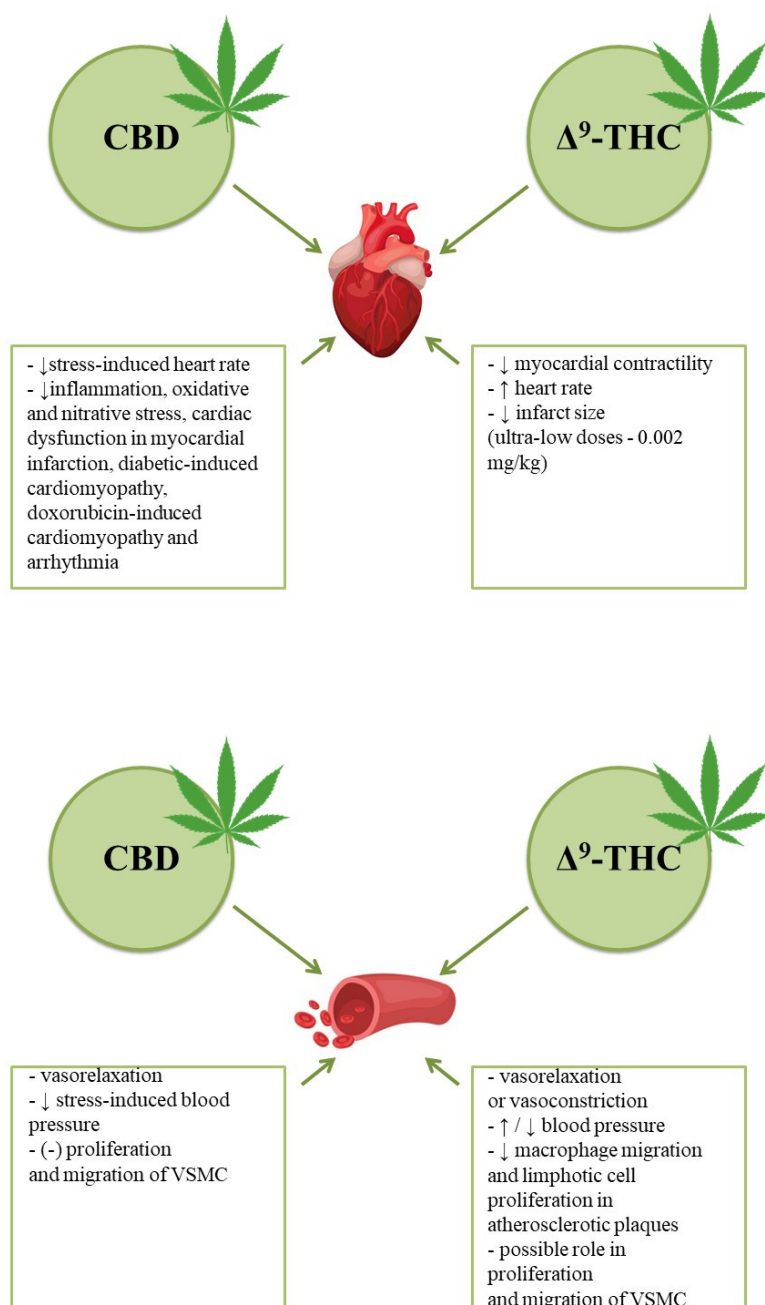 CBD
Δ⁹-THC
- ↓stress-induced heart rate
- ↓inflammation, oxidative
and nitrative stress, cardiac
dysfunction in myocardial
infarction, diabetic-induced
cardiomyopathy,
doxorubicin-induced
cardiomyopathy and
arrhythmia
- ↓ myocardial contractility
- ↑ heart rate
- ↓ infarct size
(ultra-low doses - 0.002
mg/kg)
CBD
Δ⁹-THC
- vasorelaxation
- ↓ stress-induced blood
pressure
- (-) proliferation
and migration of VSMC
- vasorelaxation
or vasoconstriction
- ↑ / ↓ blood pressure
- ↓ macrophage migration
and limphotic cell
proliferation in
atherosclerotic plaques
- possible role in
proliferation
and migration of VSMC